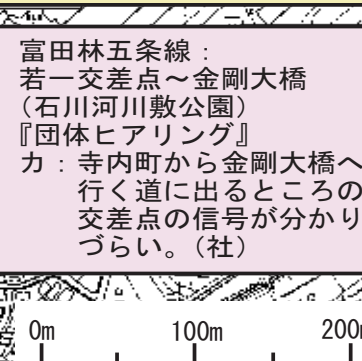 富田林五条線：
若一交差点～金剛大橋
（石川河川敷公園）
『団体ヒアリング』
カ：寺内町から金剛大橋へ
行く道に出るところの
交差点の信号が分かり
づらい。（社）
0m 100m 200m